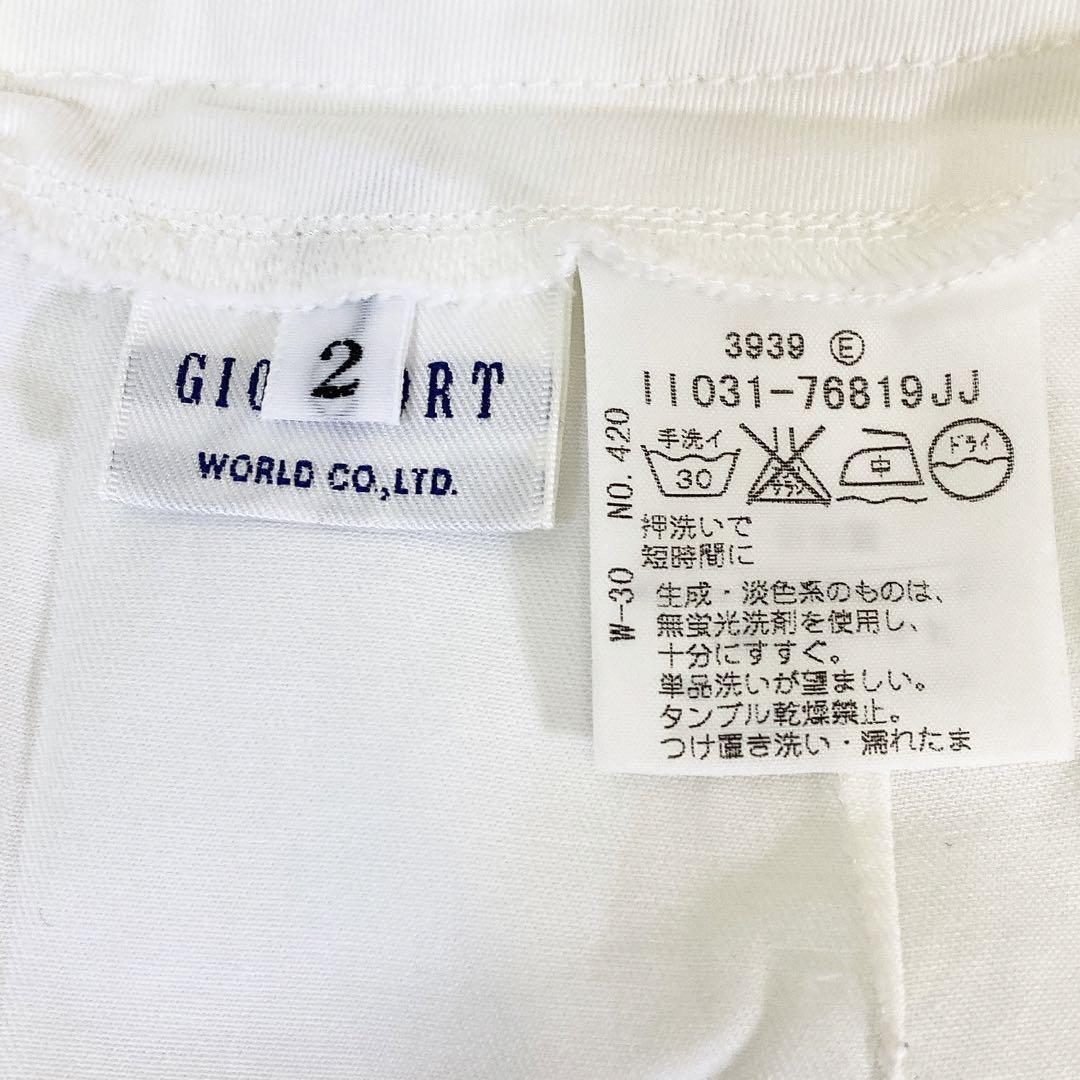 2
WORLD CO.,LTD.
3939 Ⓔ
11031-76819JJ
手洗イ
30
中
ドライ
NO. 420
W-30
押洗いで
短時間に
生成・淡色系のものは、
無蛍光洗剤を使用し、
十分にすすぐ。
単品洗いが望ましい。
タンブル乾燥禁止。
つけ置き洗い・濡れたま